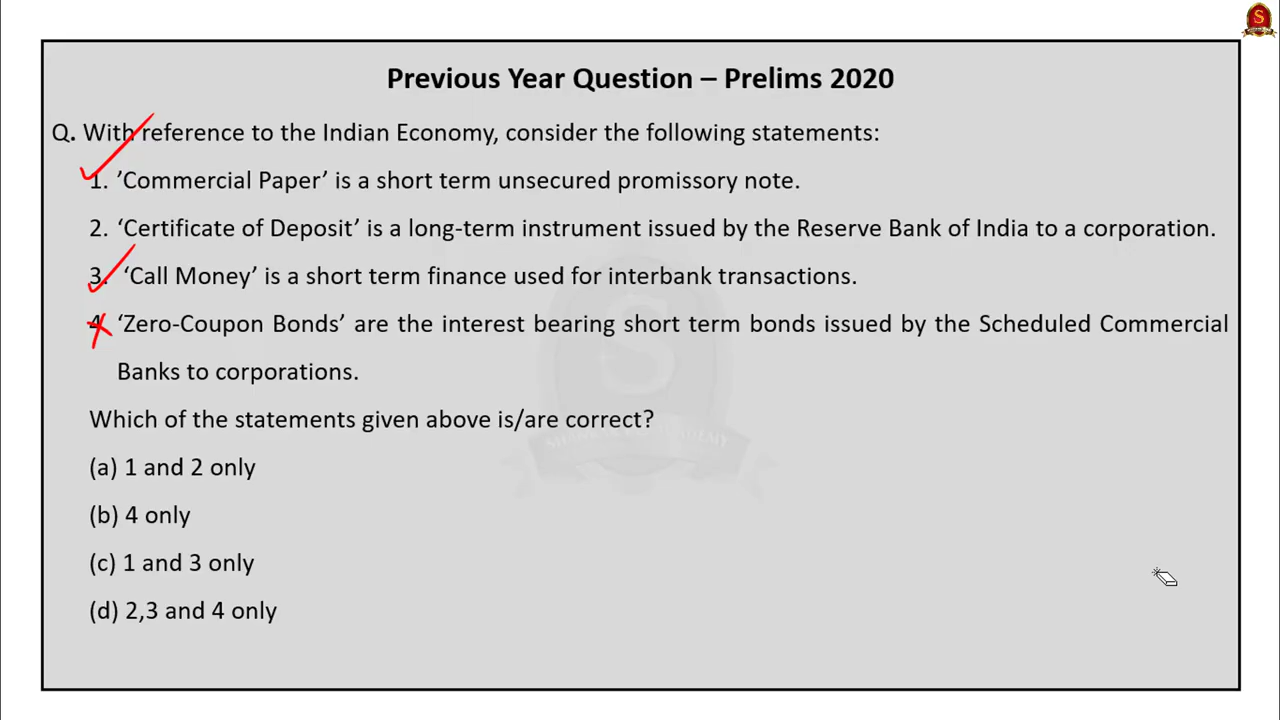 Previous Year Question – Prelims 2020
Q. With reference to the Indian Economy, consider the following statements:
1. ’Commercial Paper’ is a short term unsecured promissory note.
2. ‘Certificate of Deposit’ is a long-term instrument issued by the Reserve Bank of India to a corporation.
3. ‘Call Money’ is a short term finance used for interbank transactions.
4. ‘Zero-Coupon Bonds’ are the interest bearing short term bonds issued by the Scheduled Commercial
Banks to corporations.
Which of the statements given above is/are correct?
(a) 1 and 2 only
(b) 4 only
(c) 1 and 3 only
(d) 2,3 and 4 only